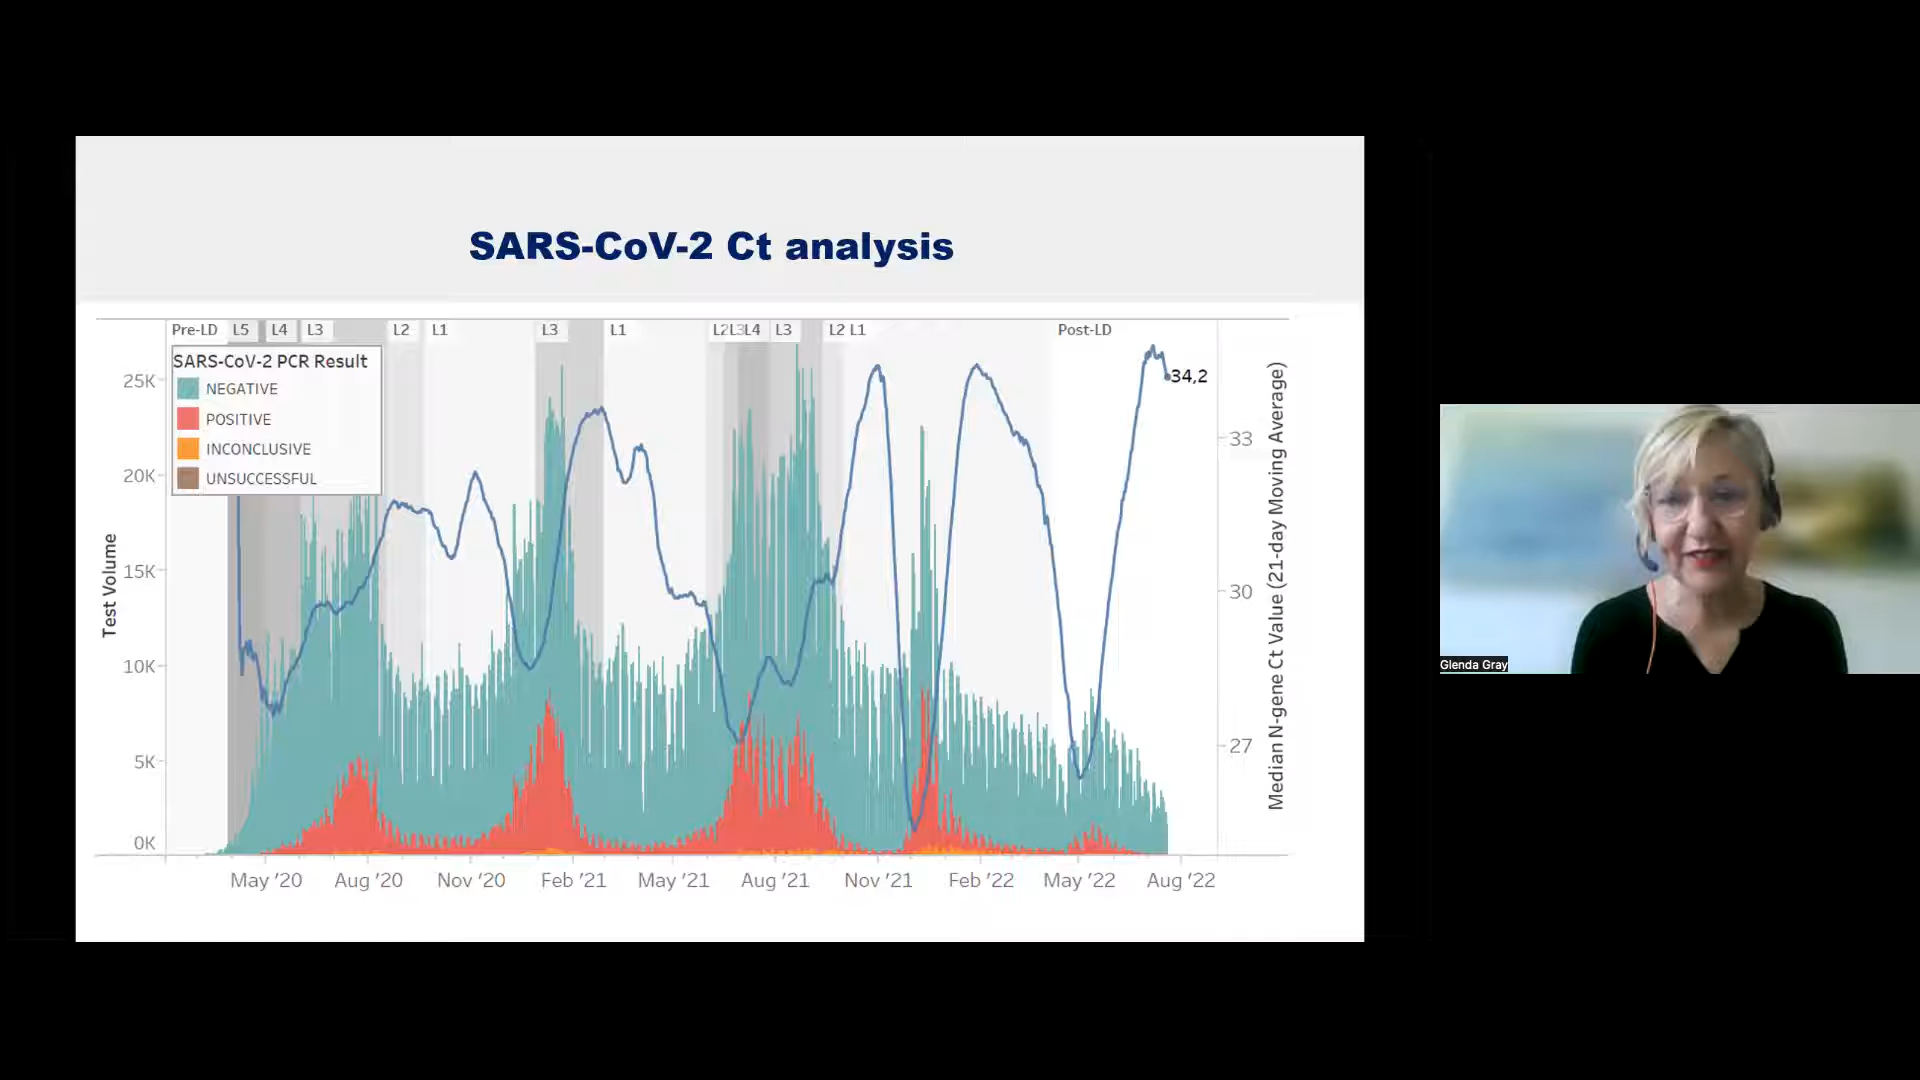 SARS-CoV-2 Ct analysis
Pre-LD L5 L4 L3 L2 L1 L3 L1 L2L3L4 L3 L2 L1 Post-LD
SARS-CoV-2 PCR Result
NEGATIVE
POSITIVE
INCONCLUSIVE
UNSUCCESSFUL
Test Volume
25K
20K
15K
10K
5K
0K
34,2
33
30
27
Median N-gene Ct Value (21-day Moving Average)
May '20 Aug '20 Nov '20 Feb '21 May '21 Aug '21 Nov '21 Feb '22 May '22 Aug '22
Glenda Gray